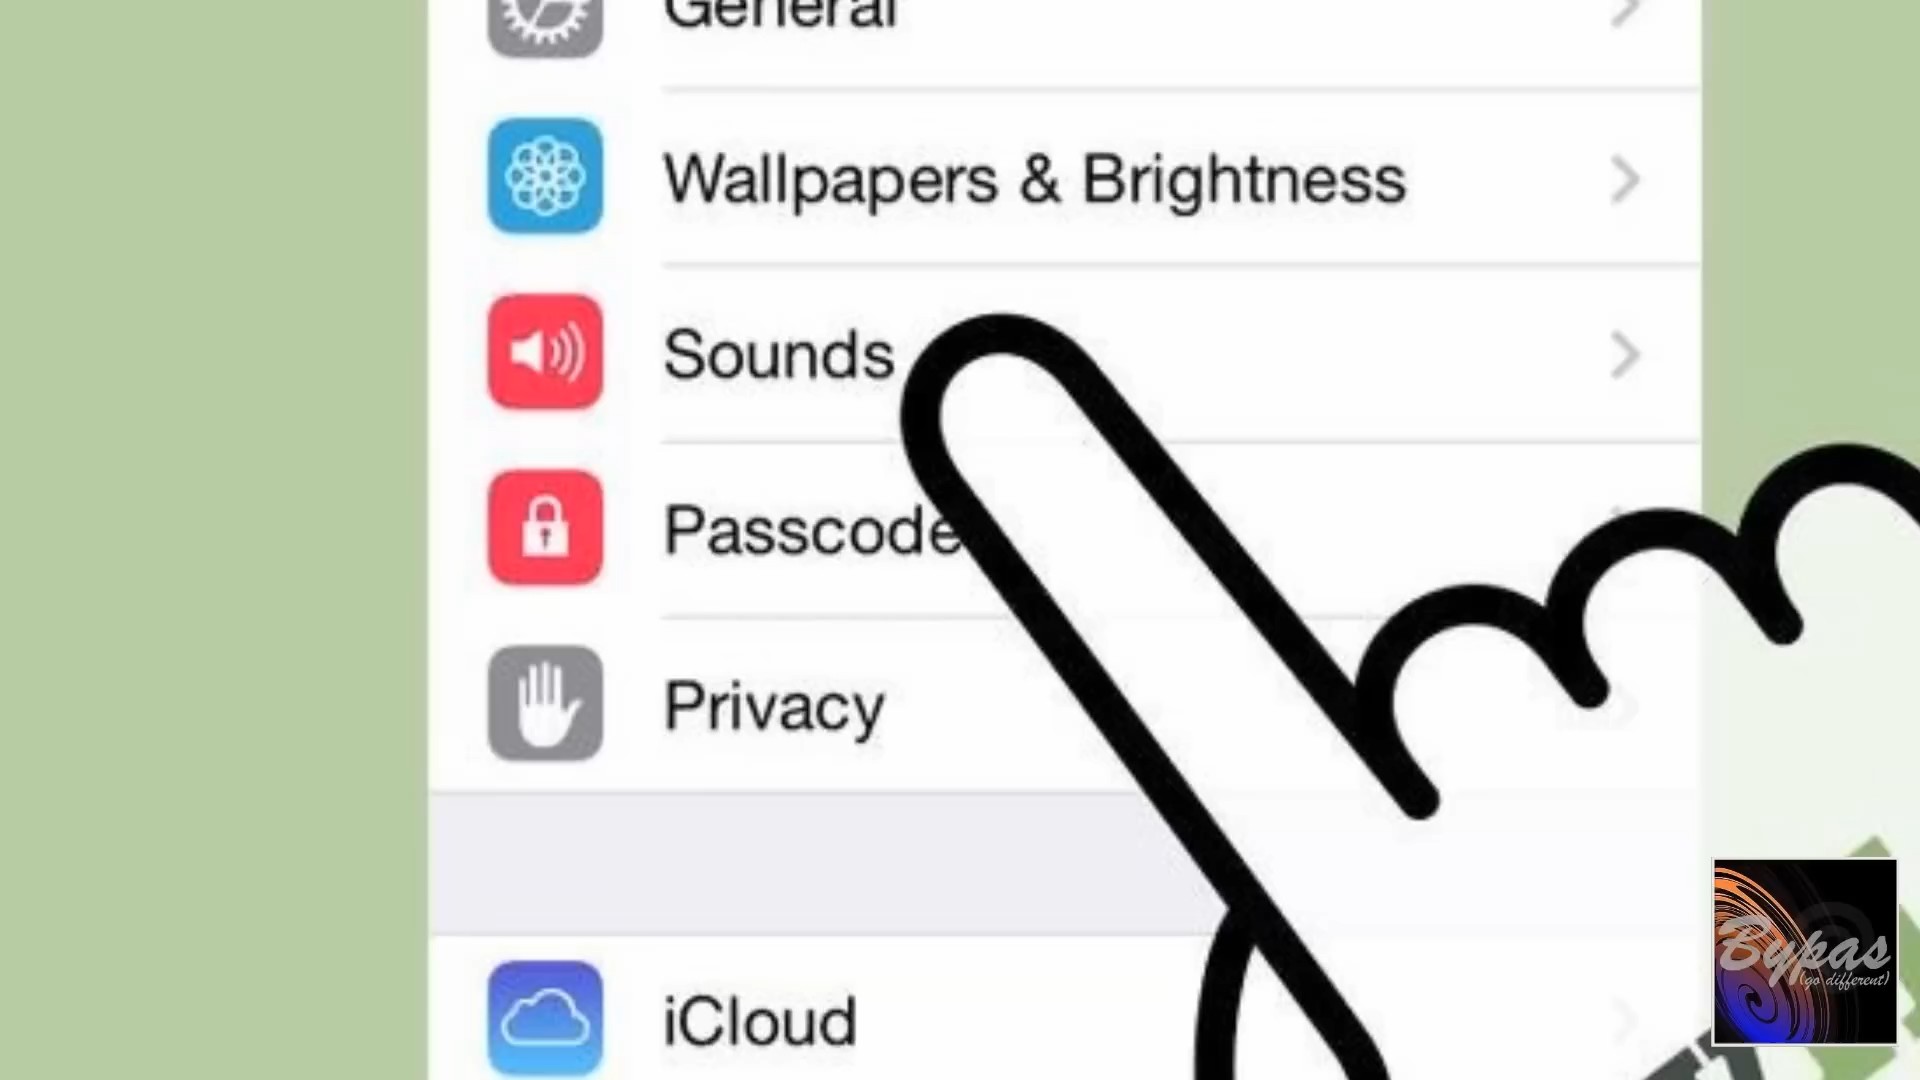 General
Wallpapers & Brightness
Sounds
Passcode
Privacy
iCloud
Bypas
(go different)